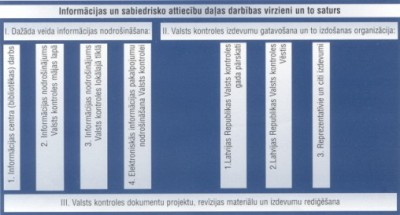 Informācijas un sabiedrisko attiecību daļas darbības virzieni un to saturs
I. Dažāda veida informācijas nodrošināšana:
1. Informācijas centra (bibliotēkas) darbs
2. Informācijas nodrošinājums
Valsts kontroles mājas lapā
3. Informācijas nodrošinājums
Valsts kontroles lokālajā tīklā
4. Elektroniskās informācijas pakalpojumu
nodrošināšana Valsts kontrolei
II. Valsts kontroles izdevumu gatavošana un to izdošanas organizācija:
1.Latvijas Republikas Valsts kontroles
gada pārskati
2.Latvijas Republikas Valsts kontroles
Vēstis
3. Reprezentatīvie un citi izdevumi
III. Valsts kontroles dokumentu projektu, revīzijas materiālu un izdevumu rediģēšana